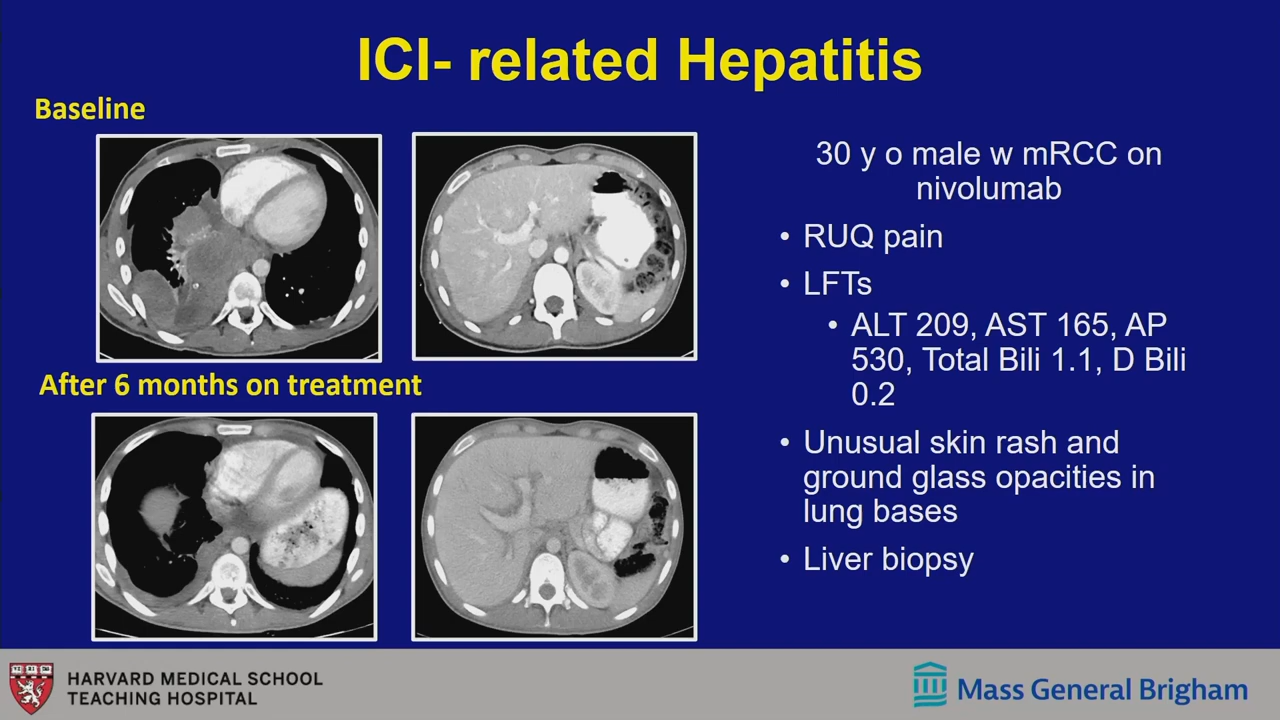 ICI- related Hepatitis
Baseline
After 6 months on treatment
30 y o male w mRCC on
nivolumab
• RUQ pain
• LFTs
• ALT 209, AST 165, AP
530, Total Bili 1.1, D Bili
0.2
• Unusual skin rash and
ground glass opacities in
lung bases
• Liver biopsy
HARVARD MEDICAL SCHOOL
TEACHING HOSPITAL
Mass General Brigham